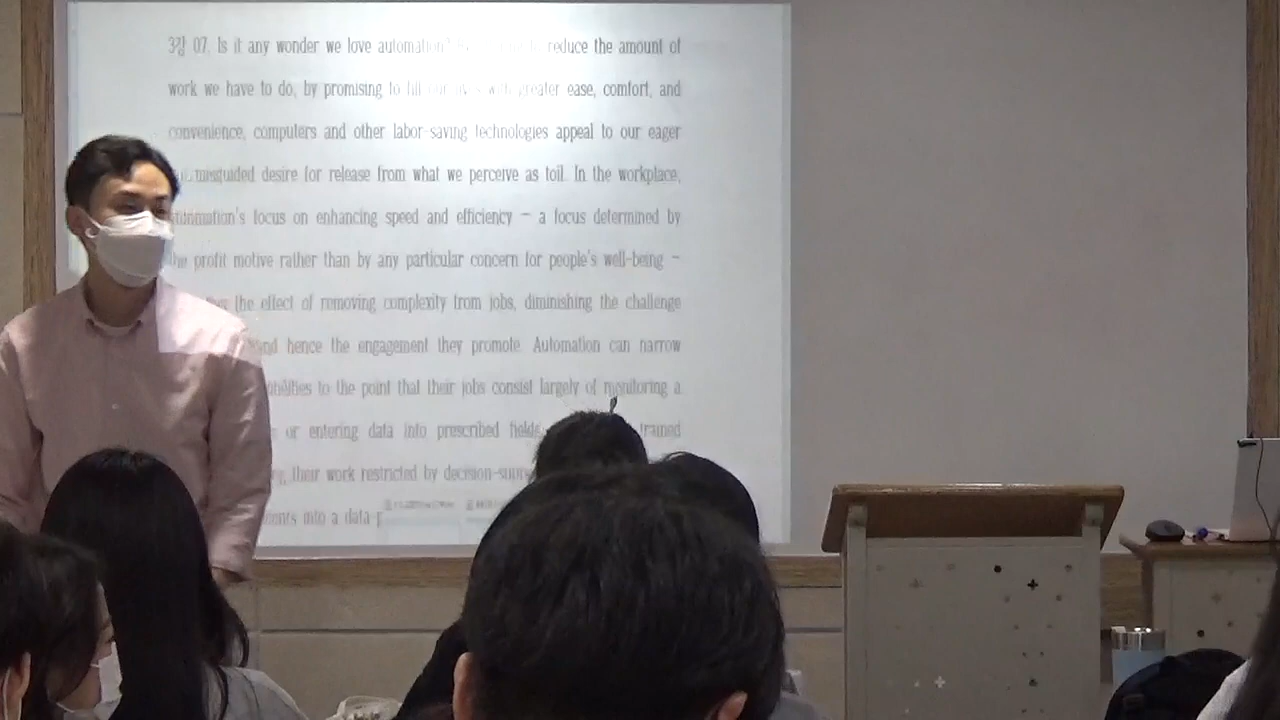 3강 07. Is it any wonder we love automation? reduce the amount of
work we have to do, by promising to fill our lives with greater ease, comfort, and
convenience, computers and other labor-saving technologies appeal to our eager
misguided desire for release from what we perceive as toil. In the workplace,
automation's focus on enhancing speed and efficiency — a focus determined by
the profit motive rather than by any particular concern for people's well-being —
the effect of removing complexity from jobs, diminishing the challenge
and hence the engagement they promote. Automation can narrow
to the point that their jobs consist largely of monitoring a
or entering data into prescribed fields
trained
their work restricted by
into a data